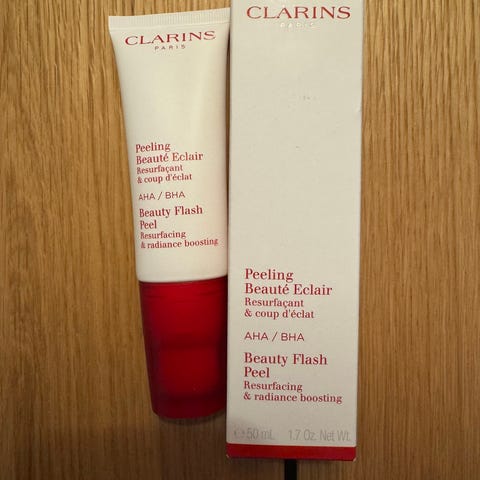 CLARINS
PARIS
Peeling
Beauté Eclair
Resurfaçant
& coup d'éclat
AHA / BHA
Beauty Flash
Peel
Resurfacing
& radiance boosting
CLARINS
PARIS
Peeling
Beauté Eclair
Resurfaçant
& coup d'éclat
AHA / BHA
Beauty Flash
Peel
Resurfacing
& radiance boosting
℮ 50 mL 1.7 Oz. Net Wt.